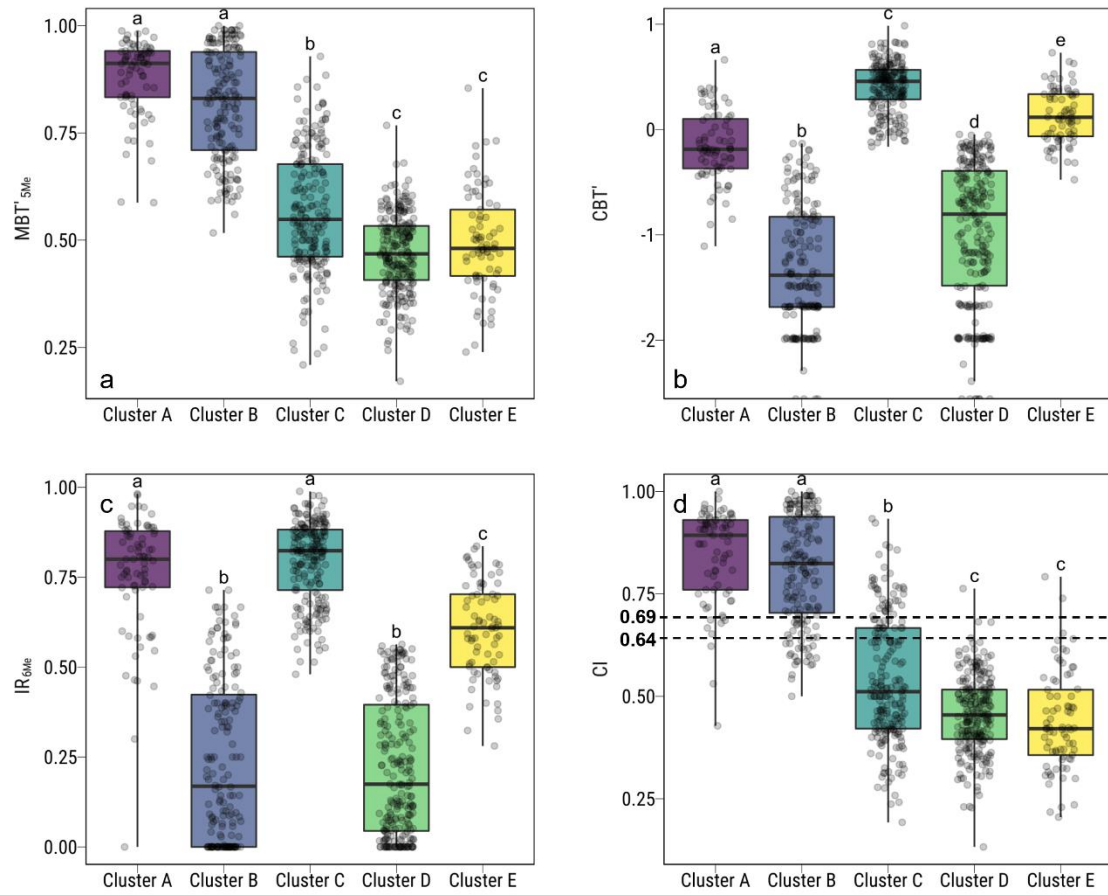 a a b c c
1.00
0.75
0.50
0.25
MBT'5Me
a
Cluster A Cluster B Cluster C Cluster D Cluster E
a b c d e
1
0
-1
-2
CBT'
b
Cluster A Cluster B Cluster C Cluster D Cluster E
a b a b c
c
1.00
0.75
0.50
0.25
0.00
IR6Me
Cluster A Cluster B Cluster C Cluster D Cluster E
a a b c c
d
1.00
0.75
0.69
0.64
0.50
0.25
CI
Cluster A Cluster B Cluster C Cluster D Cluster E